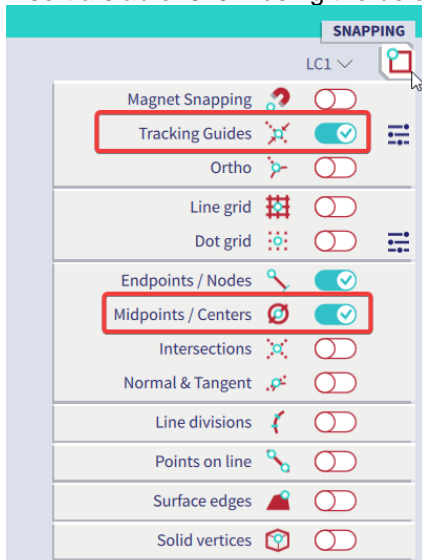 SNAPPING
LC1
Magnet Snapping
Tracking Guides
Ortho
Line grid
Dot grid
Endpoints / Nodes
Midpoints / Centers
Intersections
Normal & Tangent
Line divisions
Points on line
Surface edges
Solid vertices